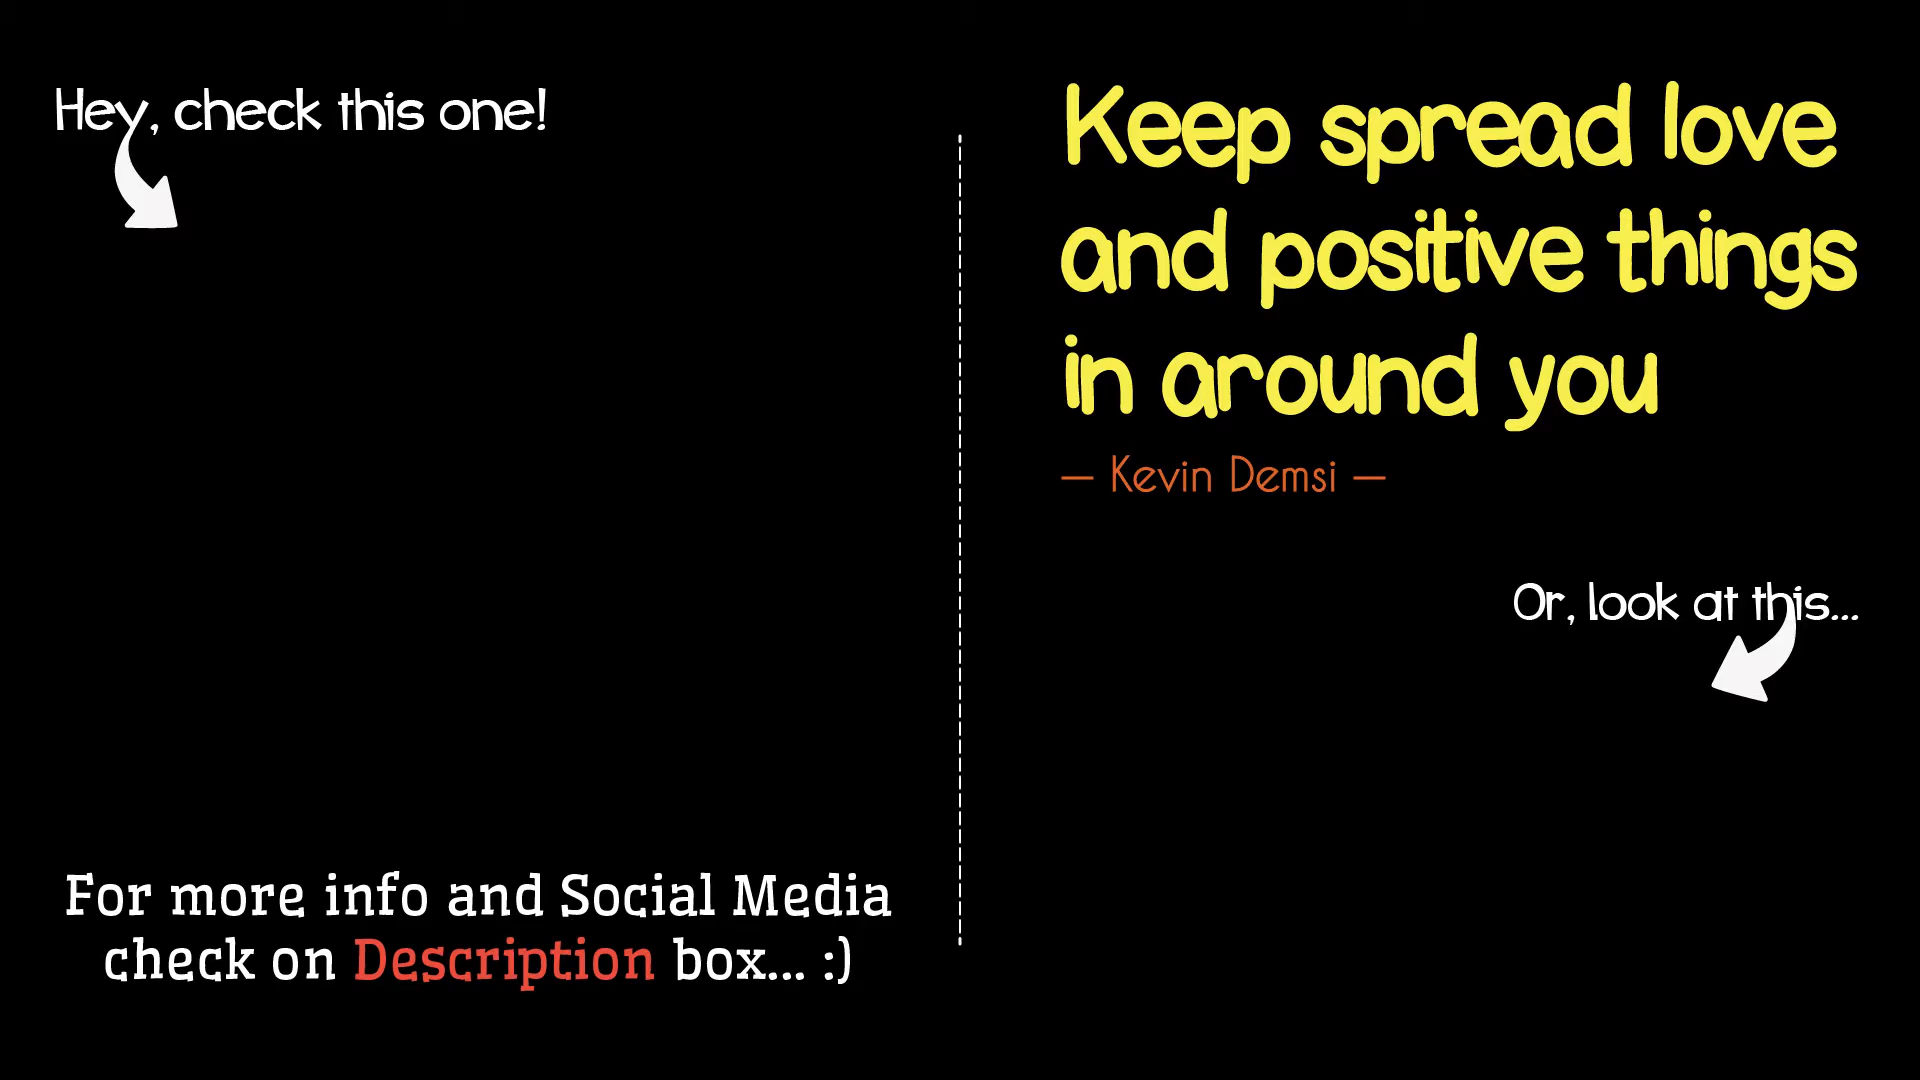 Hey, check this one!
For more info and Social Media
check on Description box... :)
Keep spread love
and positive things
in around you
— Kevin Demsi —
Or, look at this...